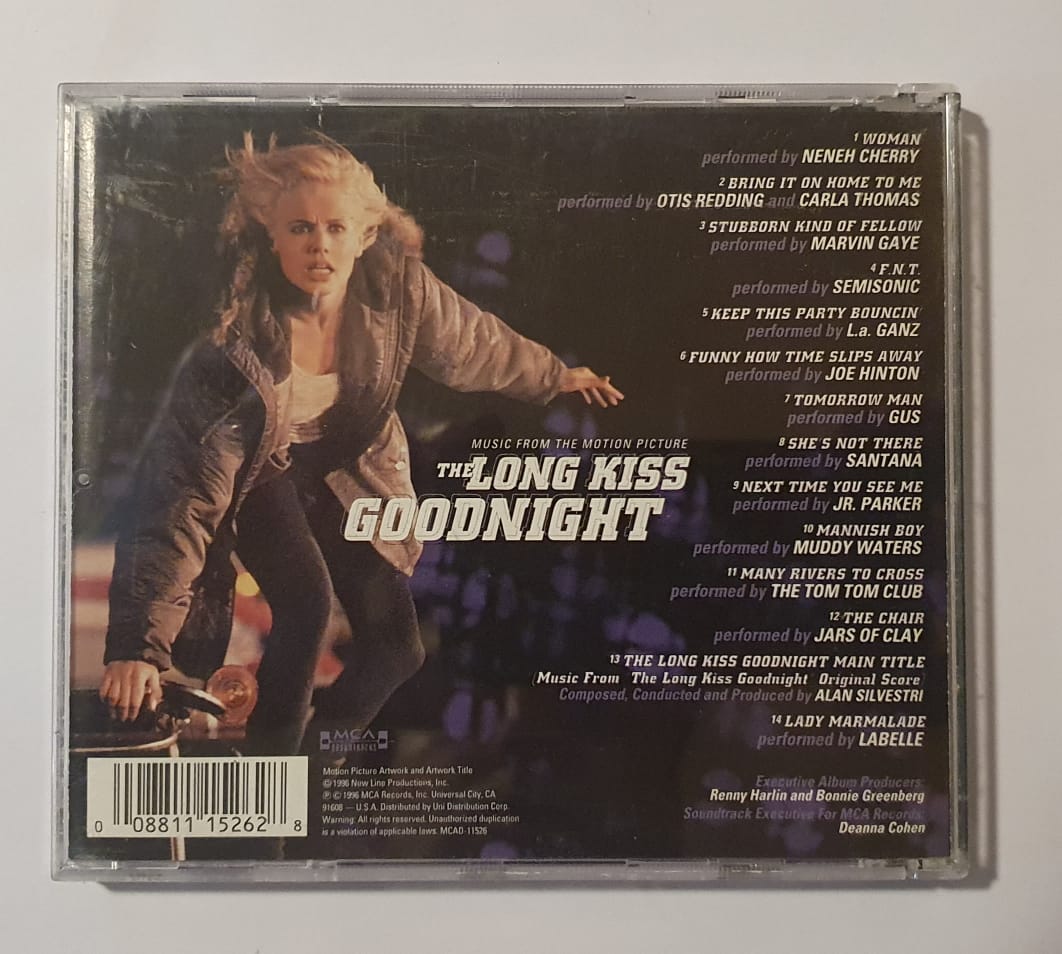 1 WOMAN
performed by NENEH CHERRY
2 BRING IT ON HOME TO ME
performed by OTIS REDDING and CARLA THOMAS
3 STUBBORN KIND OF FELLOW
performed by MARVIN GAYE
4 F.N.T.
performed by SEMISONIC
5 KEEP THIS PARTY BOUNCIN'
performed by L.a. GANZ
6 FUNNY HOW TIME SLIPS AWAY
performed by JOE HINTON
7 TOMORROW MAN
performed by GUS
8 SHE'S NOT THERE
performed by SANTANA
9 NEXT TIME YOU SEE ME
performed by JR. PARKER
10 MANNISH BOY
performed by MUDDY WATERS
11 MANY RIVERS TO CROSS
performed by THE TOM TOM CLUB
12 THE CHAIR
performed by JARS OF CLAY
13 THE LONG KISS GOODNIGHT MAIN TITLE
(Music From The Long Kiss Goodnight Original Score)
Composed, Conducted and Produced by ALAN SILVESTRI
14 LADY MARMALADE
performed by LABELLE
MUSIC FROM THE MOTION PICTURE
THE LONG KISS
GOODNIGHT
Executive Album Producers:
Renny Harlin and Bonnie Greenberg
Soundtrack Executive For MCA Records:
Deanna Cohen
MCA
SOUNDTRACKS
Motion Picture Artwork and Artwork Title
©1996 New Line Productions, Inc.
℗ © 1996 MCA Records, Inc. Universal City, CA
91608 — U.S.A. Distributed by Uni Distribution Corp.
Warning: All rights reserved. Unauthorized duplication
is a violation of applicable laws. MCAD-11526
0 08811 15262 8